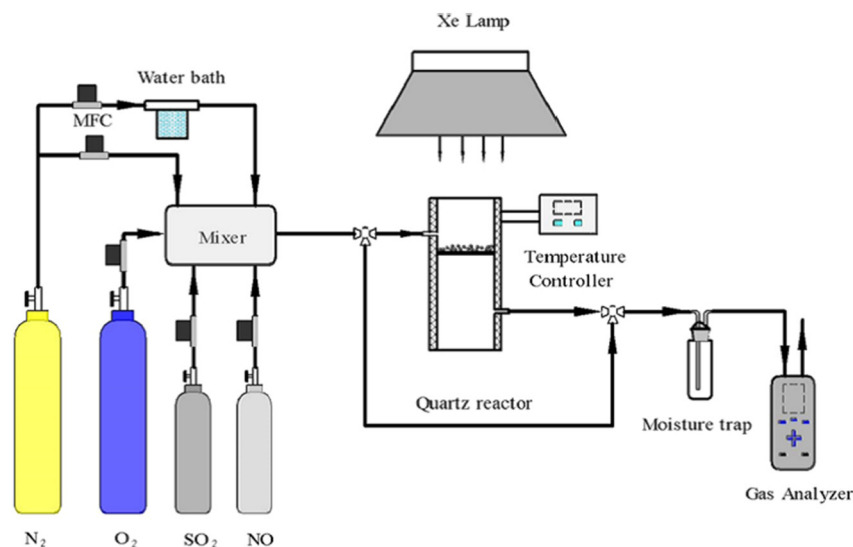 Xe Lamp
Water bath
MFC
Mixer
Temperature
Controller
Quartz reactor
Moisture trap
Gas Analyzer
N₂
O₂
SO₂
NO